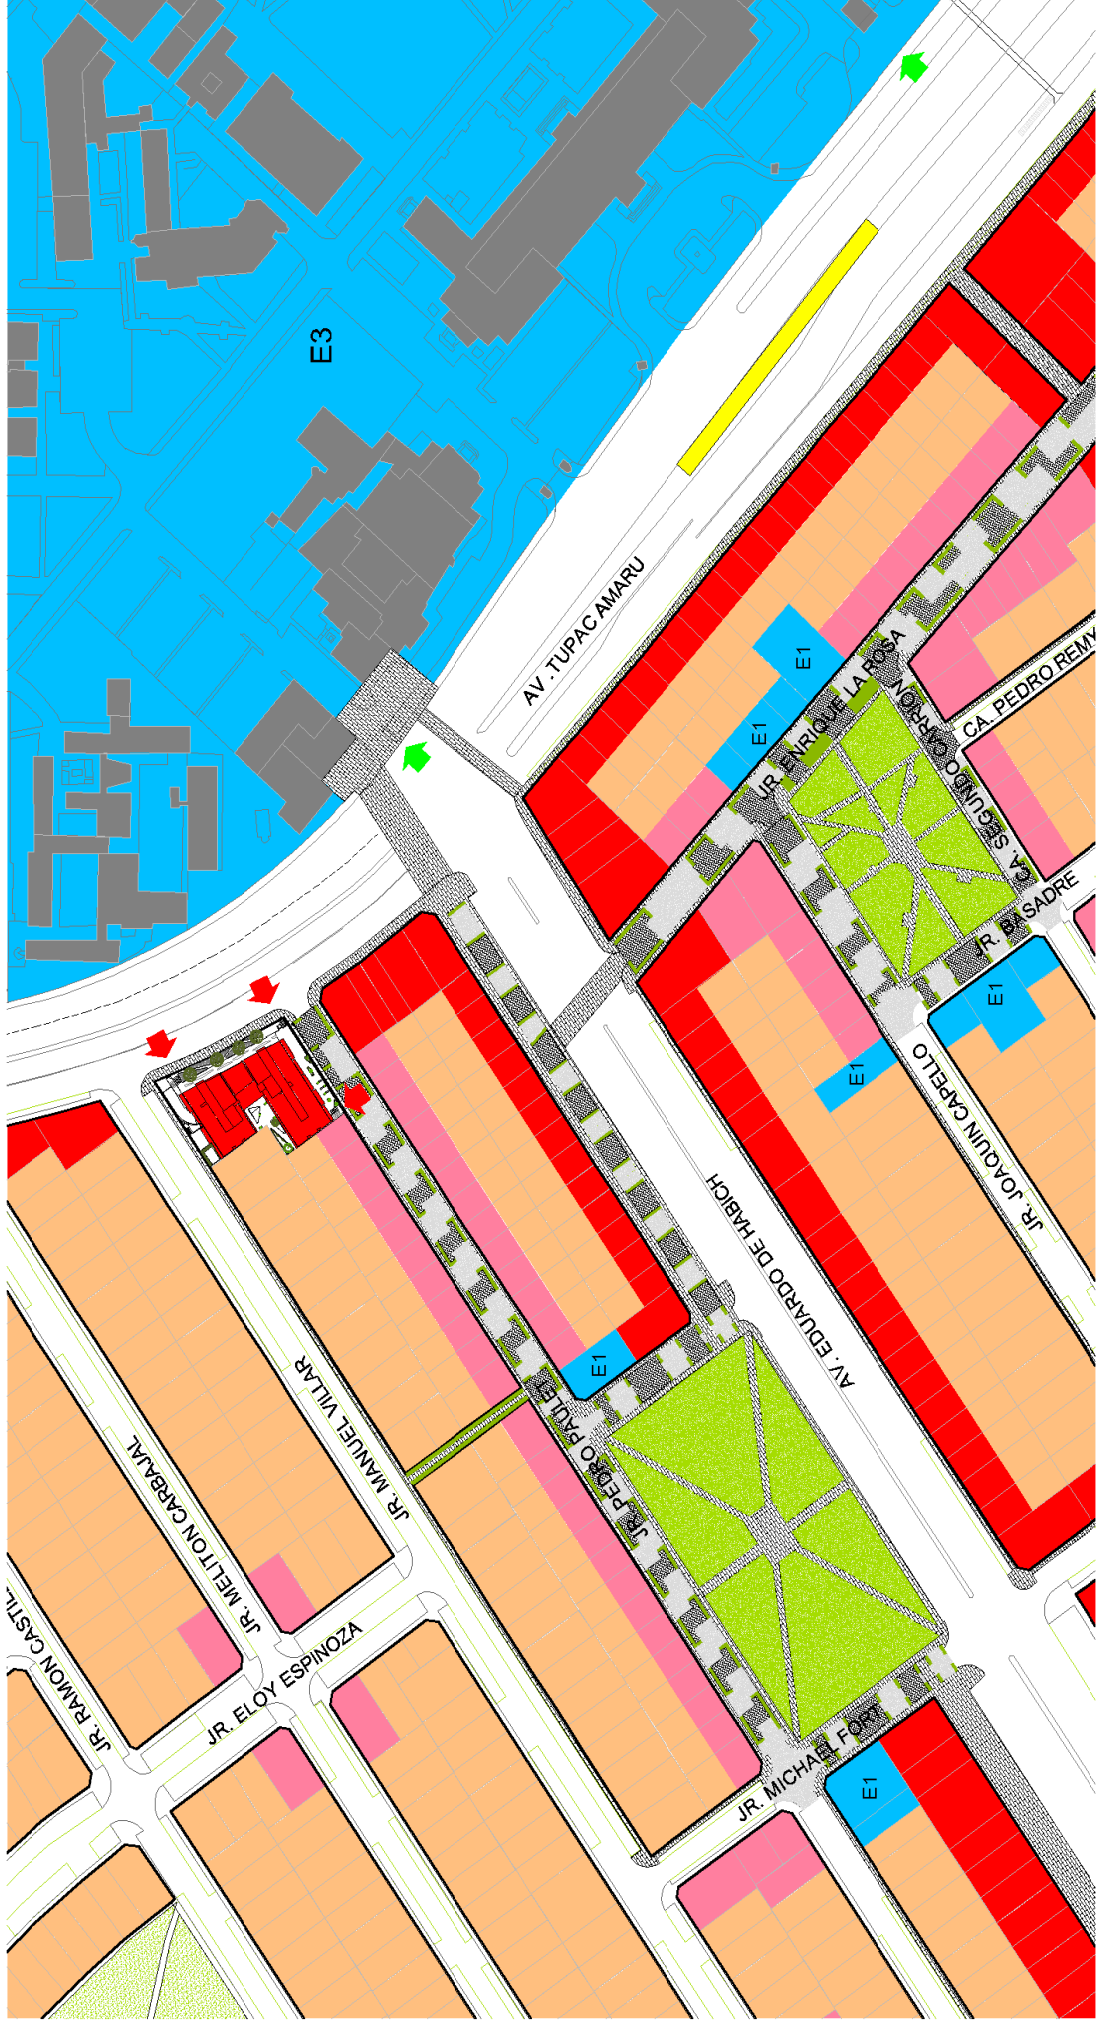 E3
AV . TUPAC AMARU
E1
E1
JR. ENRIQUE LA ROSA
CA. SEGUNDO CARRION
CA. PEDRO REMY
JR. BASADRE
E1
E1
JR. JOAQUIN CAPELLO
AV. EDUARDO DE HABICH
E1
JR. PEDRO PAULET
JR. MANUEL VILLAR
JR. MELITON CARBAJAL
JR. RAMON CASTIL
JR. ELOY ESPINOZA
JR. MICHAEL FORT
E1